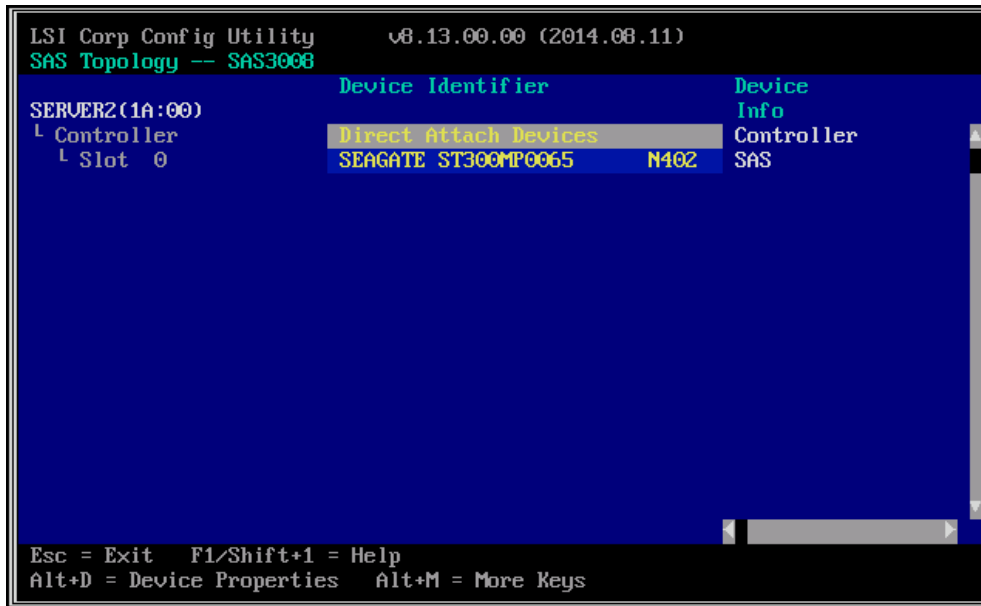 LSI Corp Config Utility v8.13.00.00 (2014.08.11)
SAS Topology -- SAS3008
Device Identifier Device
SERVER2(1A:00) Info
└ Controller Direct Attach Devices Controller
└ Slot 0 SEAGATE ST300MP0065 N402 SAS
Esc = Exit F1/Shift+1 = Help
Alt+D = Device Properties Alt+M = More Keys